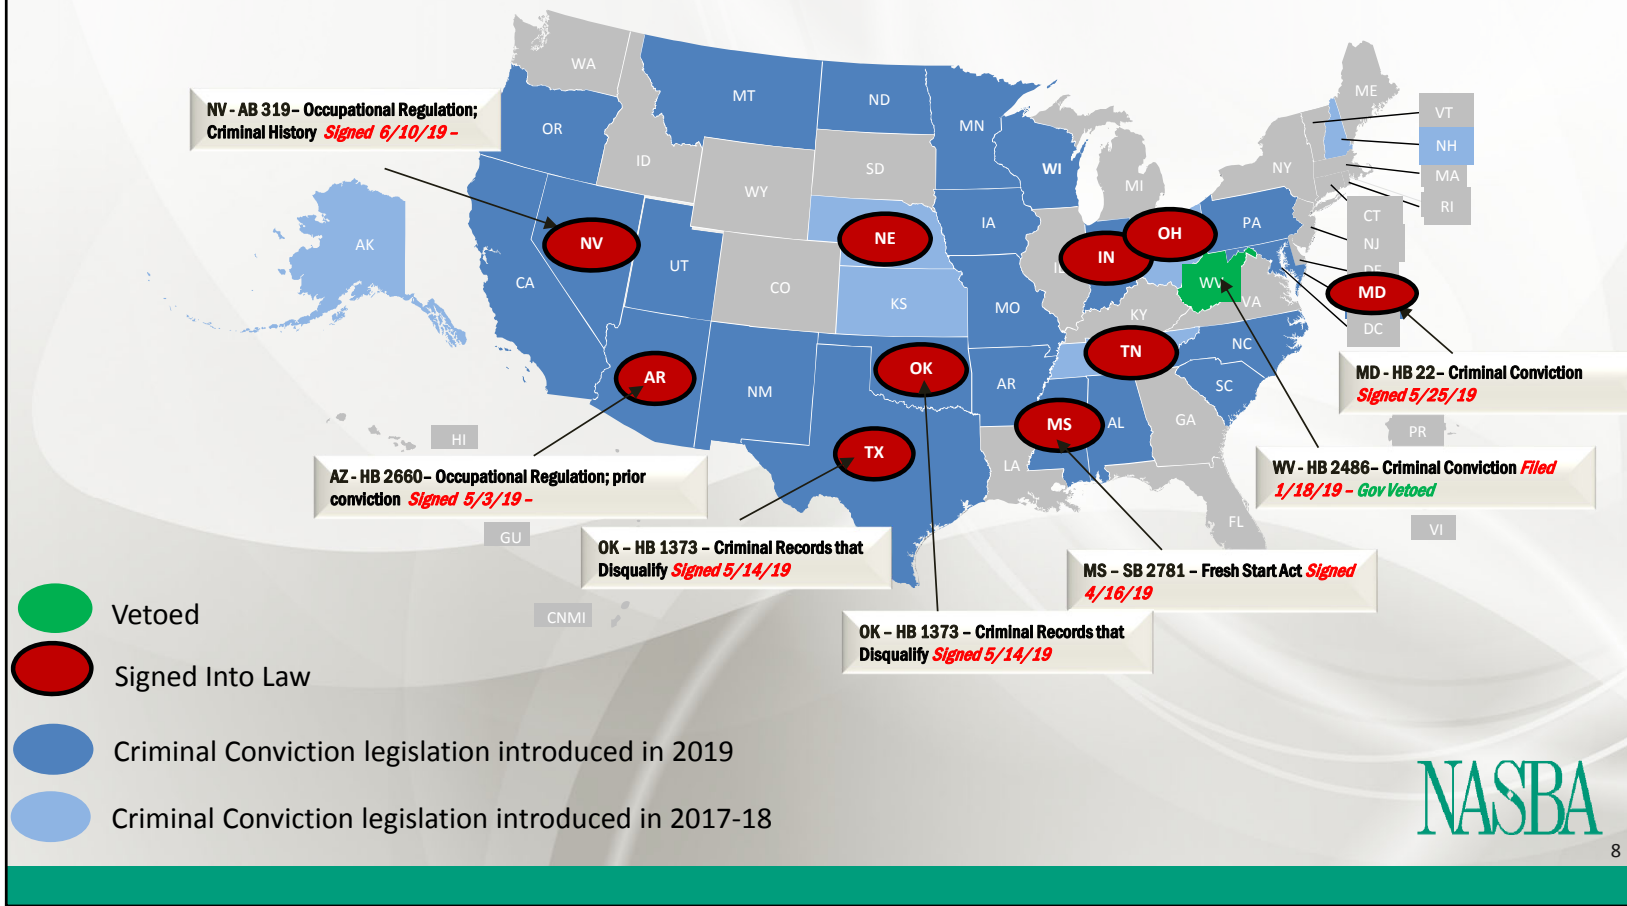 WA
MT
ND
OR
ID
SD
WY
MN
WI
MI
NY
ME
VT
NH
MA
RI
CT
NJ
DE
PA
NV - AB 319– Occupational Regulation;
Criminal History Signed 6/10/19 –
AK
NV
NE
IA
IN
OH
IL
WV
VA
MD
DC
CA
UT
CO
KS
MO
KY
TN
NC
SC
AR
NM
OK
AR
TX
MS
AL
GA
LA
FL
HI
GU
CNMI
PR
VI
MD - HB 22 – Criminal Conviction
Signed 5/25/19
WV - HB 2486– Criminal Conviction Filed
1/18/19 – Gov Vetoed
AZ - HB 2660– Occupational Regulation; prior
conviction Signed 5/3/19 –
OK – HB 1373 – Criminal Records that
Disqualify Signed 5/14/19
MS – SB 2781 – Fresh Start Act Signed
4/16/19
OK – HB 1373 – Criminal Records that
Disqualify Signed 5/14/19
Vetoed
Signed Into Law
Criminal Conviction legislation introduced in 2019
Criminal Conviction legislation introduced in 2017-18
NASBA
8